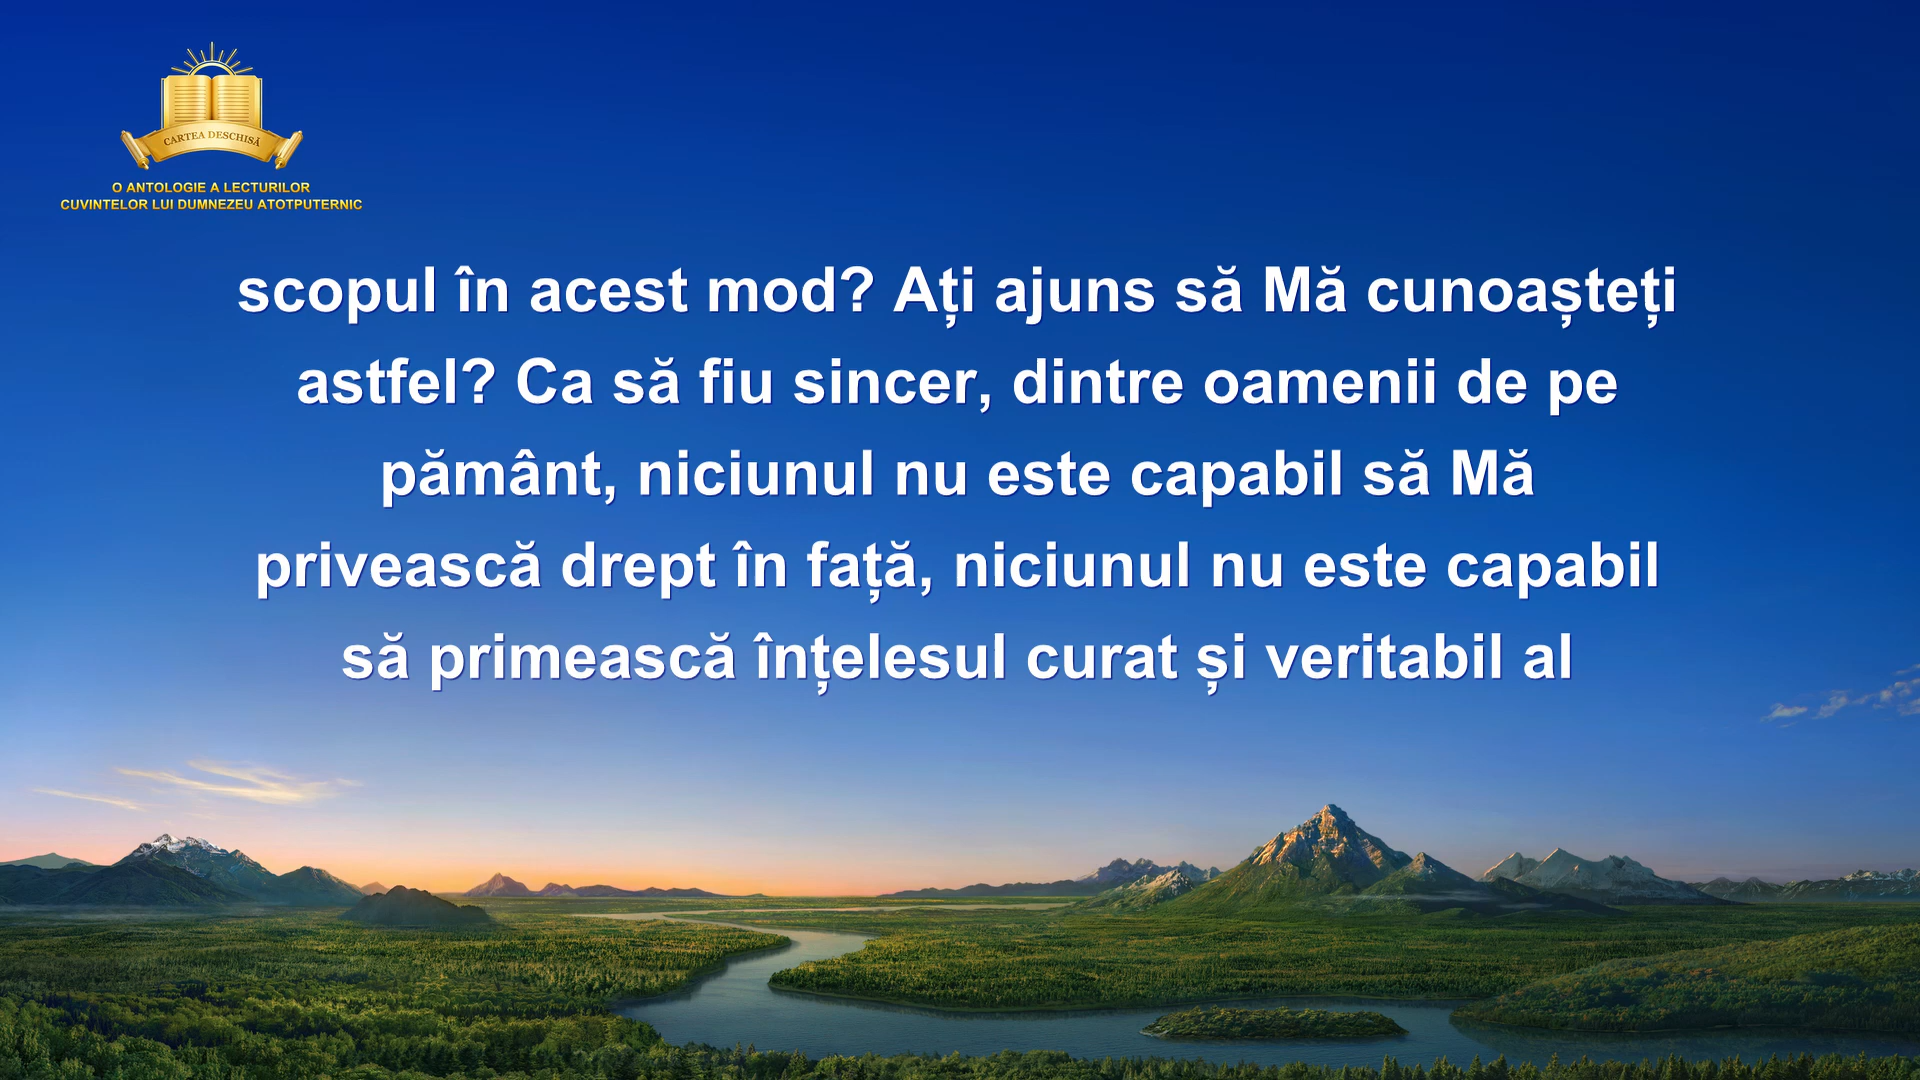 CARTEA DESCHISĂ
O ANTOLOGIE A LECTURILOR
CUVINTELOR LUI DUMNEZEU ATOTPUTERNIC
scopul în acest mod? Ați ajuns să Mă cunoașteți
astfel? Ca să fiu sincer, dintre oamenii de pe
pământ, niciunul nu este capabil să Mă
privească drept în față, niciunul nu este capabil
să primească înțelesul curat și veritabil al